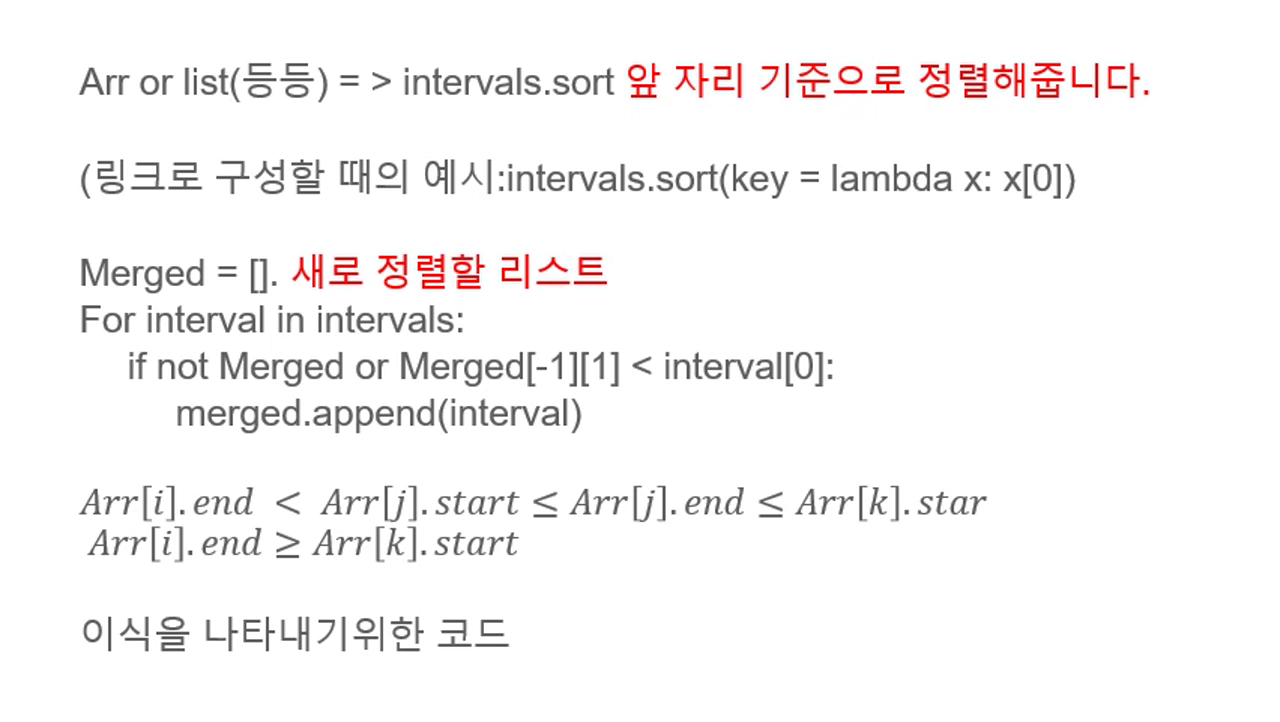 Arr or list(등등) = > intervals.sort 앞 자리 기준으로 정렬해줍니다.
(링크로 구성할 때의 예시:intervals.sort(key = lambda x: x[0])
Merged = []. 새로 정렬할 리스트
For interval in intervals:
if not Merged or Merged[-1][1] < interval[0]:
merged.append(interval)
Arr[i].end < Arr[j].start ≤ Arr[j].end ≤ Arr[k].star
Arr[i].end ≥ Arr[k].start
이식을 나타내기위한 코드